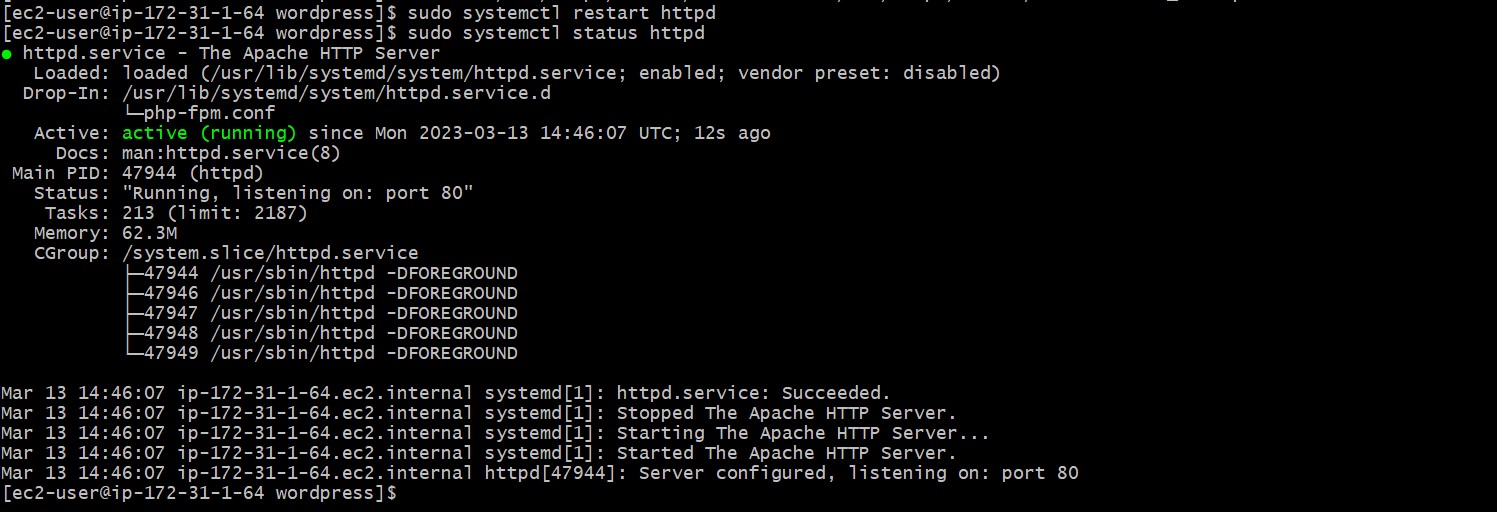 [ec2-user@ip-172-31-1-64 wordpress]$ sudo systemctl restart httpd
[ec2-user@ip-172-31-1-64 wordpress]$ sudo systemctl status httpd
● httpd.service - The Apache HTTP Server
   Loaded: loaded (/usr/lib/systemd/system/httpd.service; enabled; vendor preset: disabled)
  Drop-In: /usr/lib/systemd/system/httpd.service.d
           └─php-fpm.conf
   Active: active (running) since Mon 2023-03-13 14:46:07 UTC; 12s ago
     Docs: man:httpd.service(8)
 Main PID: 47944 (httpd)
   Status: "Running, listening on: port 80"
    Tasks: 213 (limit: 2187)
   Memory: 62.3M
   CGroup: /system.slice/httpd.service
           ├─47944 /usr/sbin/httpd -DFOREGROUND
           ├─47946 /usr/sbin/httpd -DFOREGROUND
           ├─47947 /usr/sbin/httpd -DFOREGROUND
           ├─47948 /usr/sbin/httpd -DFOREGROUND
           └─47949 /usr/sbin/httpd -DFOREGROUND
Mar 13 14:46:07 ip-172-31-1-64.ec2.internal systemd[1]: httpd.service: Succeeded.
Mar 13 14:46:07 ip-172-31-1-64.ec2.internal systemd[1]: Stopped The Apache HTTP Server.
Mar 13 14:46:07 ip-172-31-1-64.ec2.internal systemd[1]: Starting The Apache HTTP Server...
Mar 13 14:46:07 ip-172-31-1-64.ec2.internal systemd[1]: Started The Apache HTTP Server.
Mar 13 14:46:07 ip-172-31-1-64.ec2.internal httpd[47944]: Server configured, listening on: port 80
[ec2-user@ip-172-31-1-64 wordpress]$